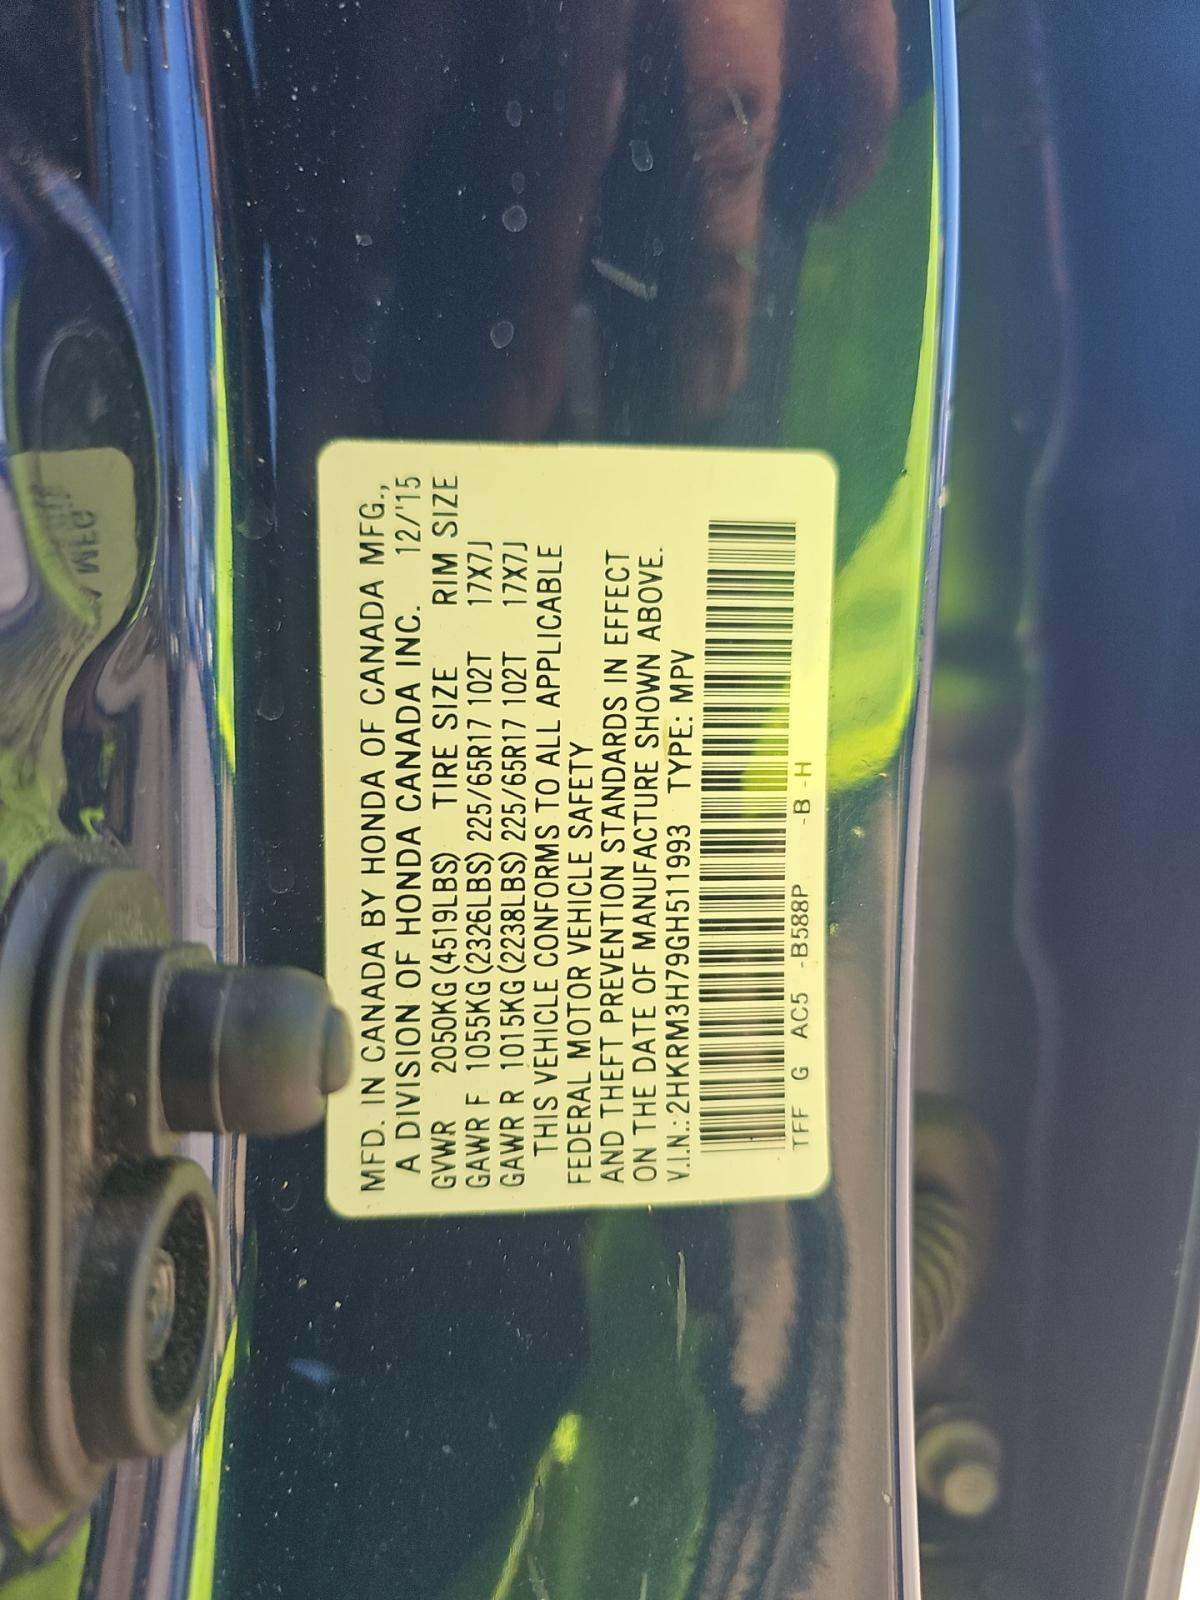 MFD. IN CANADA BY HONDA OF CANADA MFG.,
A DIVISION OF HONDA CANADA INC. 12/'15
GVWR 2050KG(4519LBS) TIRE SIZE RIM SIZE
GAWR F 1055KG(2326LBS) 225/65R17 102T 17X7J
GAWR R 1015KG(2238LBS) 225/65R17 102T 17X7J
THIS VEHICLE CONFORMS TO ALL APPLICABLE
FEDERAL MOTOR VEHICLE SAFETY
AND THEFT PREVENTION STANDARDS IN EFFECT
ON THE DATE OF MANUFACTURE SHOWN ABOVE.
V.I.N.:2HKRM3H79GH511993 TYPE: MPV
TFF G AC5 -B588P -B -H